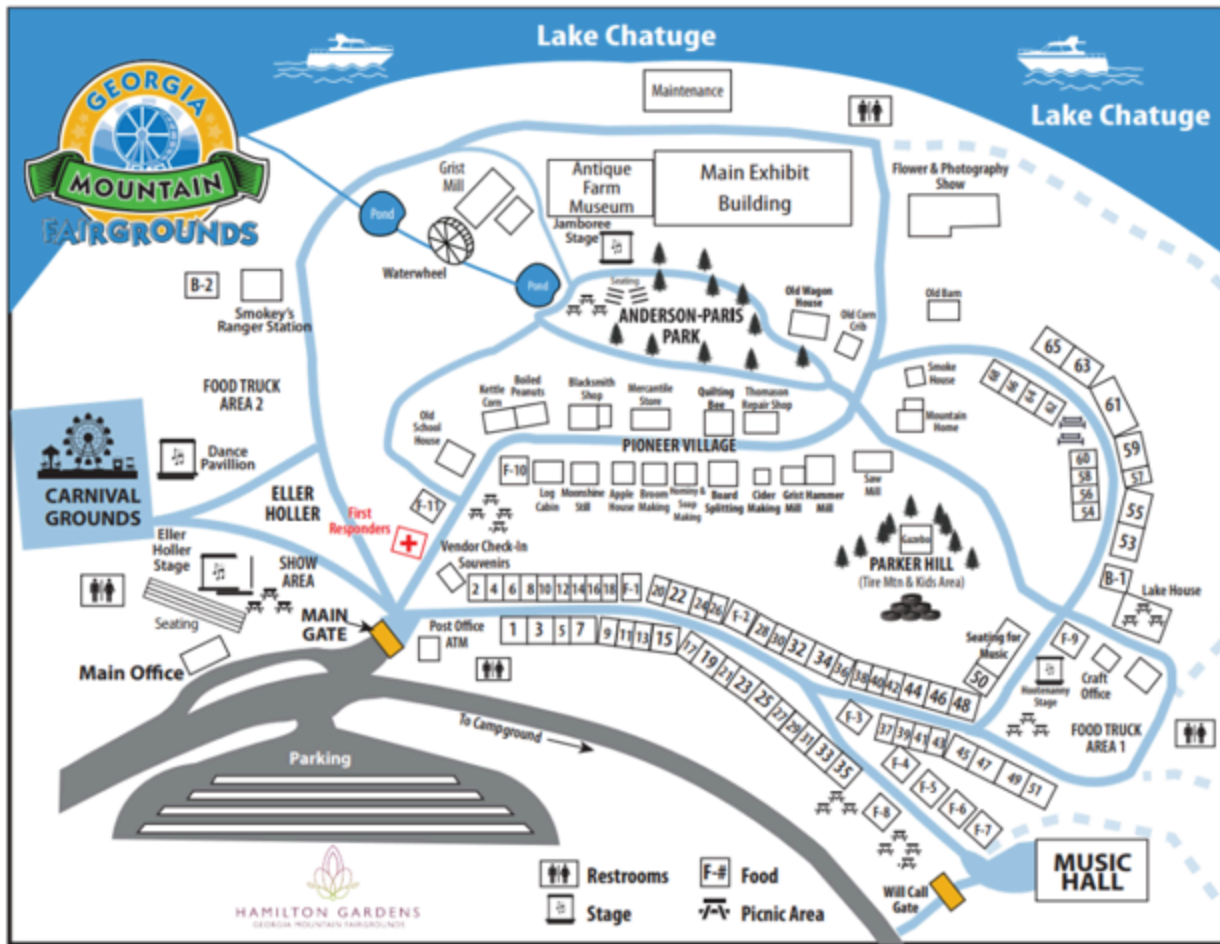 Lake Chatuge
Lake Chatuge
GEORGIA
MOUNTAIN
FAIRGROUNDS
Maintenance
Grist
Mill
Antique
Farm
Museum
Main Exhibit
Building
Flower & Photography
Show
Pond
Jamboree
Stage
Waterwheel
Pond
Seating
B-2
Smokey's
Ranger Station
ANDERSON-PARIS
PARK
Old Wagon
House
Old Corn
Crib
Old Barn
65
63
61
59
57
55
53
68
66
64
62
60
58
56
54
FOOD TRUCK
AREA 2
Kettle
Corn
Boiled
Peanuts
Blacksmith
Shop
Mercantile
Store
Quilting
Bee
Thomason
Repair Shop
Smoke
House
Mountain
Home
Old
School
House
PIONEER VILLAGE
Dance
Pavillion
CARNIVAL
GROUNDS
ELLER
HOLLER
F-10
F-11
Log
Cabin
Moonshine
Still
Apple
House
Broom
Making
Hominy &
Soap
Making
Board
Splitting
Cider
Making
Grist
Mill
Hammer
Mill
Saw
Mill
First
Responders
Gazebo
PARKER HILL
(Tire Mtn & Kids Area)
Eller
Holler
Stage
SHOW
AREA
Vendor Check-In
Souvenirs
B-1
Lake House
Seating
MAIN
GATE
Main Office
Post Office
ATM
2 4 6 8 10 12 14 16 18 F-1 20 22 24 26 F-2 28 30 32 34 36 38 40 42 44 46 48
50
1 3 5 7 9 11 13 15 17 19 21 23 25 27 29 31 33 35
Seating for
Music
F-9
Craft
Office
Hootenanny
Stage
F-3
37 39 41 43 45 47 49 51
FOOD TRUCK
AREA 1
F-4
F-5
F-6
F-7
F-8
To Campground
Parking
MUSIC
HALL
Will Call
Gate
HAMILTON GARDENS
GEORGIA MOUNTAIN FAIRGROUNDS
Restrooms
F-# Food
Stage
Picnic Area